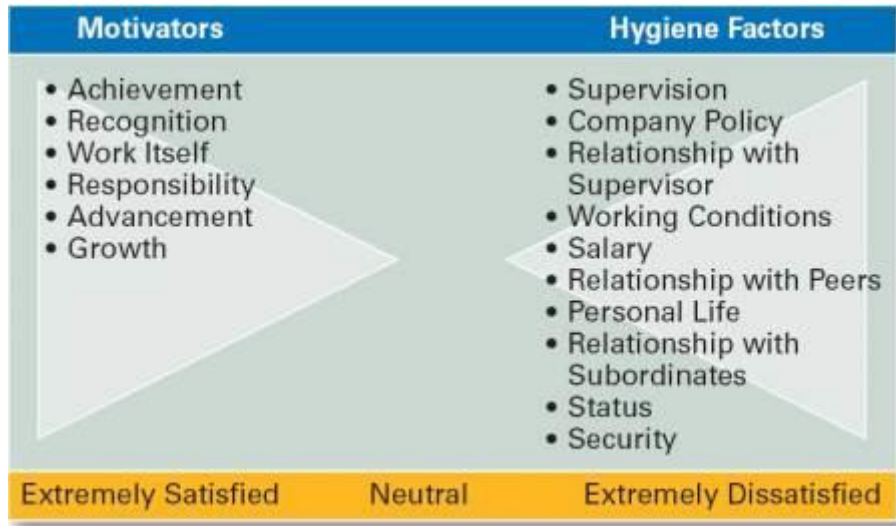 Motivators
Hygiene Factors
• Achievement
• Recognition
• Work Itself
• Responsibility
• Advancement
• Growth
• Supervision
• Company Policy
• Relationship with
Supervisor
• Working Conditions
• Salary
• Relationship with Peers
• Personal Life
• Relationship with
Subordinates
• Status
• Security
Extremely Satisfied
Neutral
Extremely Dissatisfied